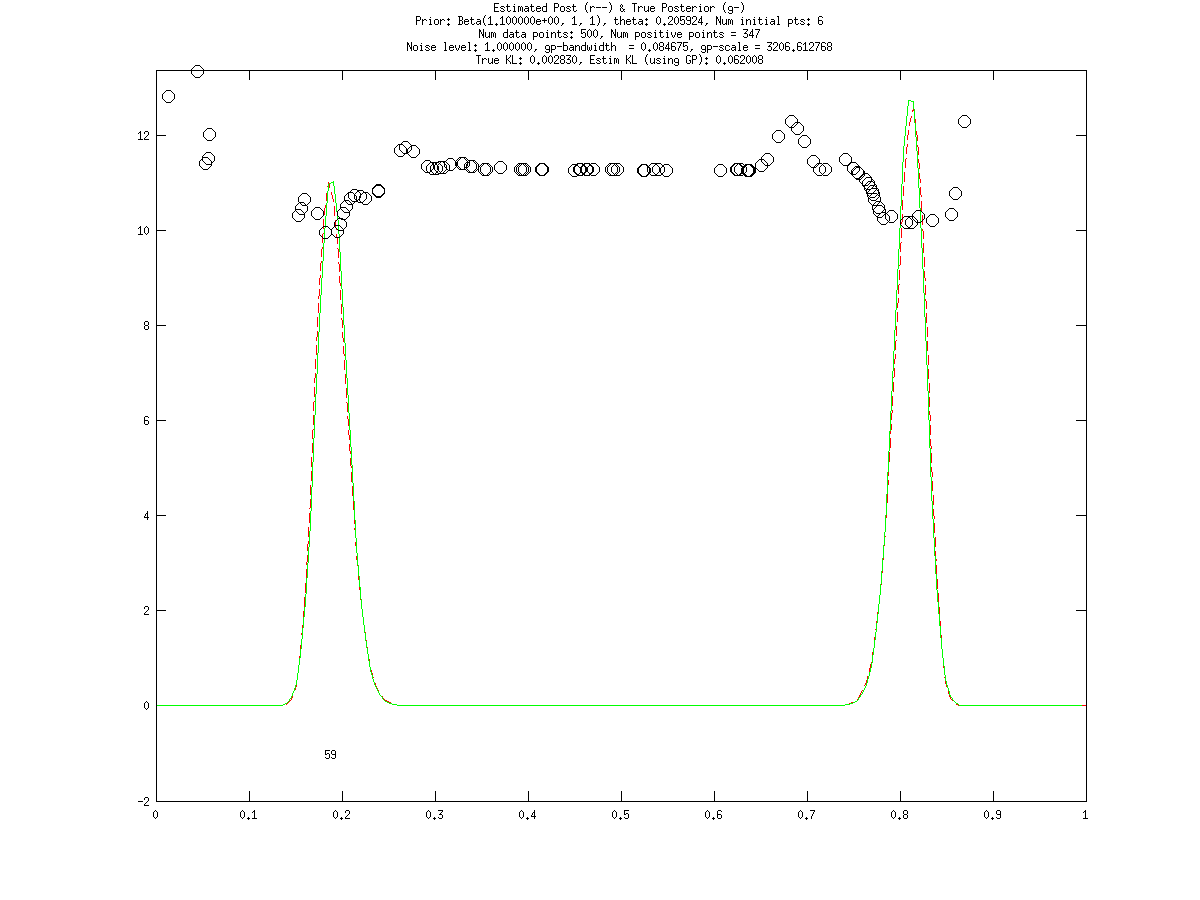 Estimated Post (r--) & True Posterior (g-)
Prior: Beta(1.100000e+00, 1, 1), theta: 0.205924, Num initial pts: 6
Num data points: 500, Num positive points = 347
Noise level: 1.000000, gp-bandwidth  = 0.084675, gp-scale = 3206.612768
True KL: 0.002830, Estim KL (using GP): 0.062008
12
10
8
6
4
2
0
59
-2
0 0.1 0.2 0.3 0.4 0.5 0.6 0.7 0.8 0.9 1